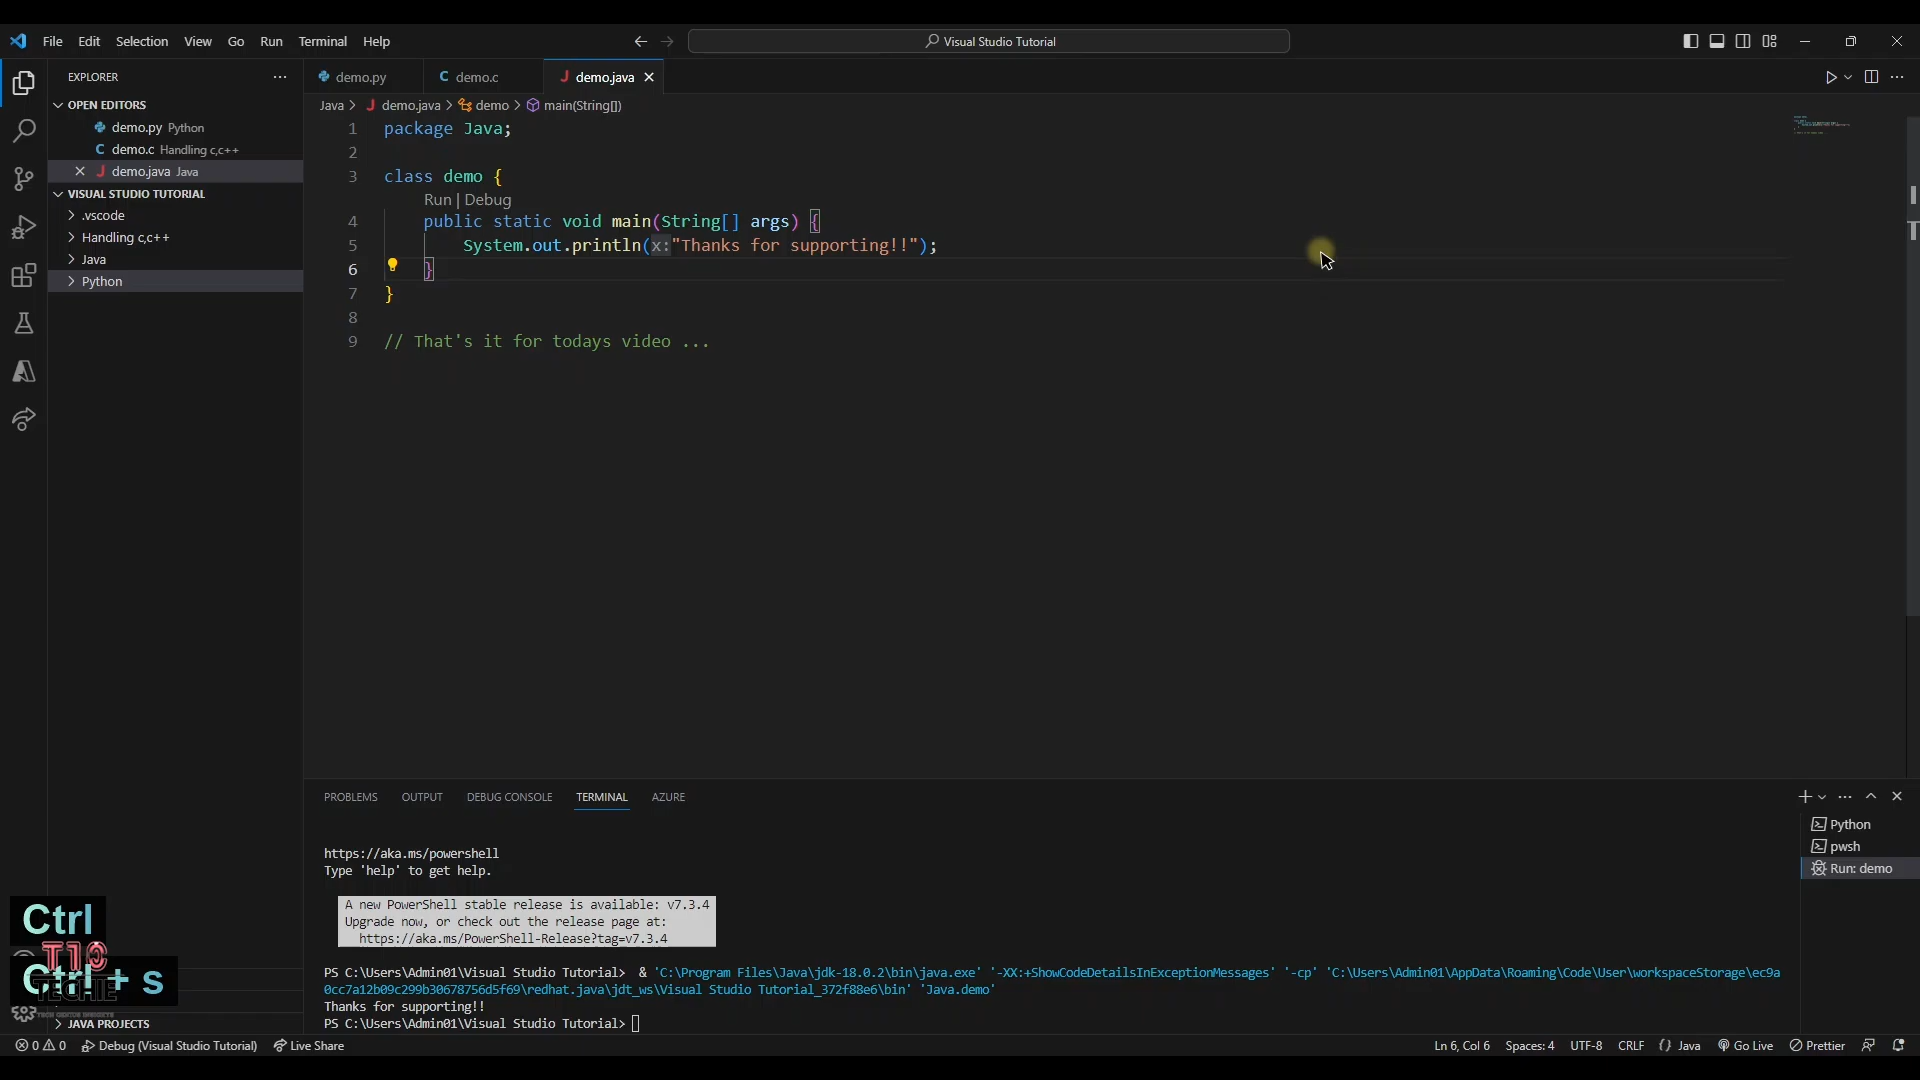 File Edit Selection View Go Run Terminal Help
Visual Studio Tutorial
EXPLORER
OPEN EDITORS
demo.py Python
demo.c Handling c,c++
demo.java Java
VISUAL STUDIO TUTORIAL
.vscode
Handling c,c++
Java
Python
JAVA PROJECTS
demo.py
demo.c
demo.java
Java > demo.java > demo > main(String[])
1 package Java;
2
3 class demo {
Run | Debug
4 public static void main(String[] args) {
5 System.out.println(x:"Thanks for supporting!!");
6 }
7 }
8
9 // That's it for todays video ...
PROBLEMS OUTPUT DEBUG CONSOLE TERMINAL AZURE
https://aka.ms/powershell
Type 'help' to get help.
A new PowerShell stable release is available: v7.3.4
Upgrade now, or check out the release page at:
https://aka.ms/PowerShell-Release?tag=v7.3.4
PS C:\Users\Admin01\Visual Studio Tutorial> & 'C:\Program Files\Java\jdk-18.0.2\bin\java.exe' '-XX:+ShowCodeDetailsInExceptionMessages' '-cp' 'C:\Users\Admin01\AppData\Roaming\Code\User\workspaceStorage\ec9a
0cc7a12b09c299b30678756d5f69\redhat.java\jdt_ws\Visual Studio Tutorial_372f88e6\bin' 'Java.demo'
Thanks for supporting!!
PS C:\Users\Admin01\Visual Studio Tutorial>
Python
pwsh
Run: demo
Ctrl
Ctrl + s
T1C
TECHIE
0 0 Debug (Visual Studio Tutorial) Live Share
Ln 6, Col 6 Spaces: 4 UTF-8 CRLF {} Java Go Live Prettier